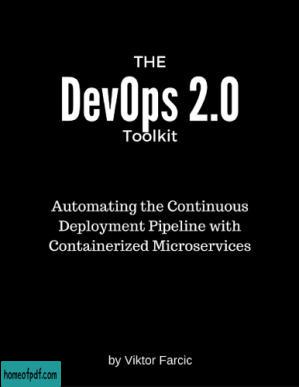 THE
DevOps 2.0
Toolkit
Automating the Continuous
Deployment Pipeline with
Containerized Microservices
by Viktor Farcic
homeofpdf.com